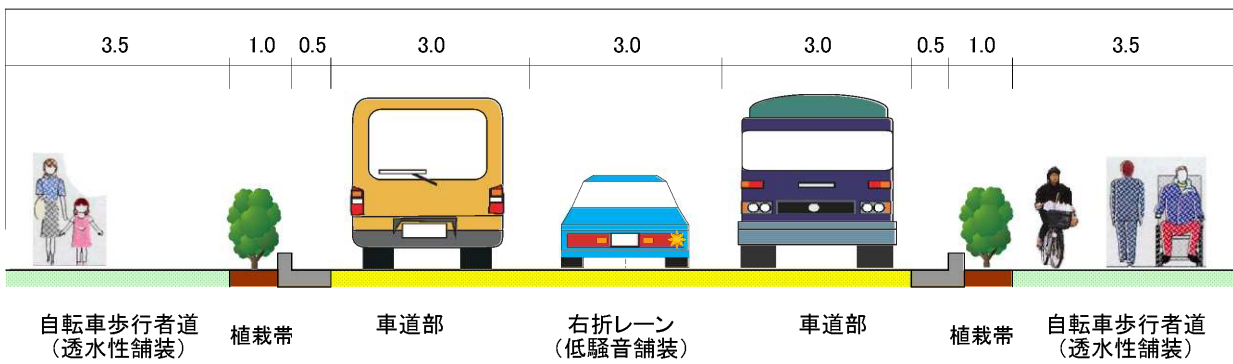 3.5 1.0 0.5 3.0 3.0 3.0 0.5 1.0 3.5
自転車歩行者道 植栽帯 車道部 右折レーン 車道部 植栽帯 自転車歩行者道
（透水性舗装） （低騒音舗装） （透水性舗装）